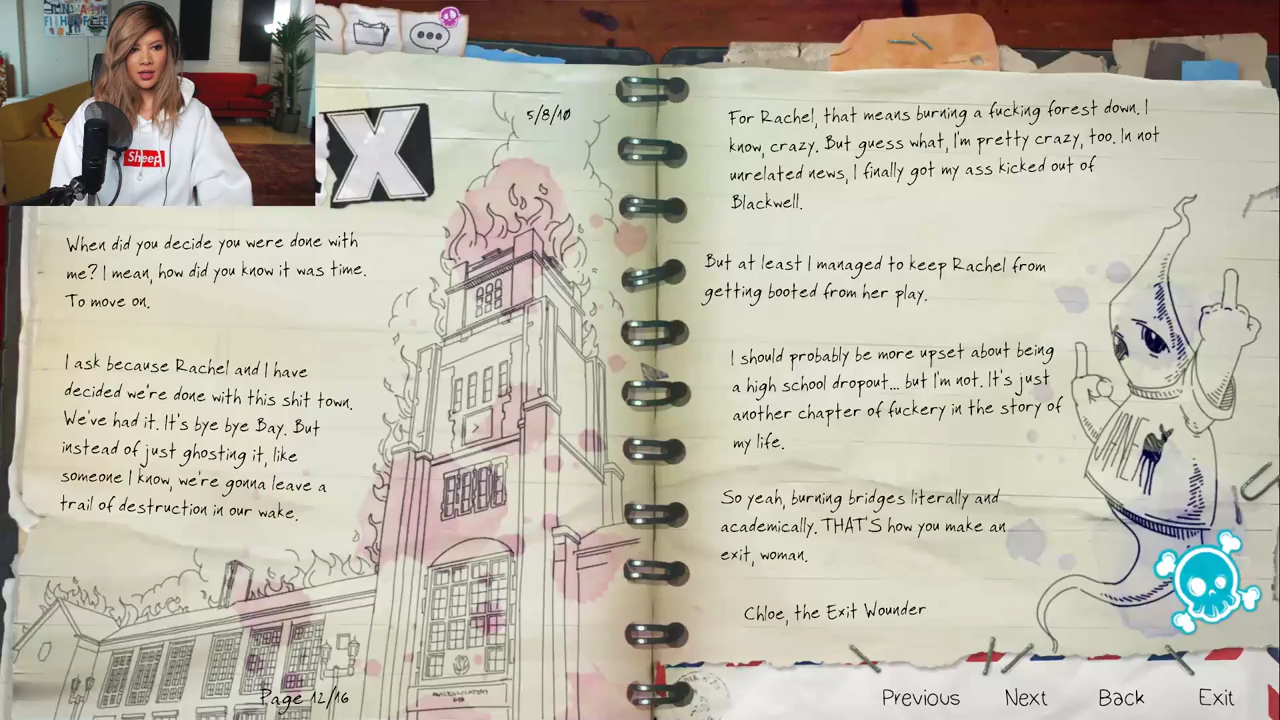 Sheep
X
5/8/10
When did you decide you were done with
me? I mean, how did you know it was time.
To move on.
I ask because Rachel and I have
decided we're done with this shit town.
We've had it. It's bye bye Bay. But
instead of just ghosting it, like
someone I know, we're gonna leave a
trail of destruction in our wake.
Page 12/16
For Rachel, that means burning a fucking forest down. I
know, crazy. But guess what, I'm pretty crazy, too. In not
unrelated news, I finally got my ass kicked out of
Blackwell.
But at least I managed to keep Rachel from
getting booted from her play.
I should probably be more upset about being
a high school dropout... but I'm not. It's just
another chapter of fuckery in the story of
my life.
So yeah, burning bridges literally and
academically. THAT'S how you make an
exit, woman.
Chloe, the Exit Wounder
Previous Next Back Exit